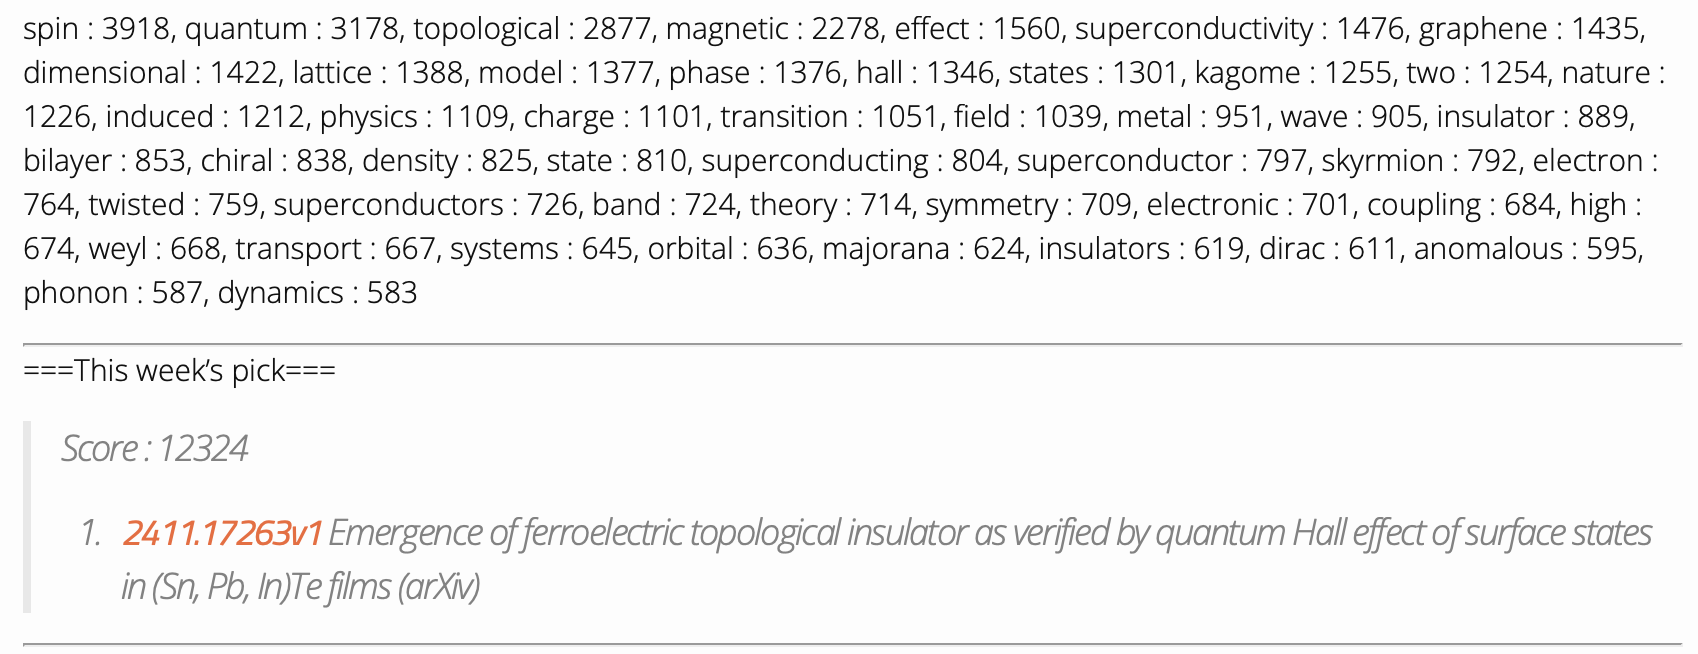 spin : 3918, quantum : 3178, topological : 2877, magnetic : 2278, effect : 1560, superconductivity : 1476, graphene : 1435,
dimensional : 1422, lattice : 1388, model : 1377, phase : 1376, hall : 1346, states : 1301, kagome : 1255, two : 1254, nature :
1226, induced : 1212, physics : 1109, charge : 1101, transition : 1051, field : 1039, metal : 951, wave : 905, insulator : 889,
bilayer : 853, chiral : 838, density : 825, state : 810, superconducting : 804, superconductor : 797, skyrmion : 792, electron :
764, twisted : 759, superconductors : 726, band : 724, theory : 714, symmetry : 709, electronic : 701, coupling : 684, high :
674, weyl : 668, transport : 667, systems : 645, orbital : 636, majorana : 624, insulators : 619, dirac : 611, anomalous : 595,
phonon : 587, dynamics : 583
===This week’s pick===
Score : 12324
1. 2411.17263v1 Emergence of ferroelectric topological insulator as verified by quantum Hall effect of surface states
in (Sn, Pb, In)Te films (arXiv)